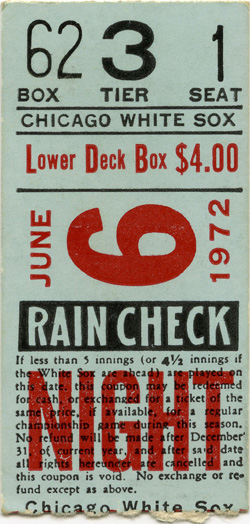 62 3 1
BOX TIER SEAT
CHICAGO WHITE SOX
Lower Deck Box $4.00
JUNE 6 1972
RAIN CHECK
NIGHT
If less than 5 innings (or 4½ innings if
the White Sox are ahead) are played on
this date, this coupon may be redeemed
for cash or exchanged for a ticket of the
same price, if available, for a regular
championship game during this season.
No refund will be made after December
31, of current year, and after said date
all rights hereunder are cancelled and
this coupon is void. No exchange or re-
fund except as above.
Chicago White Sox